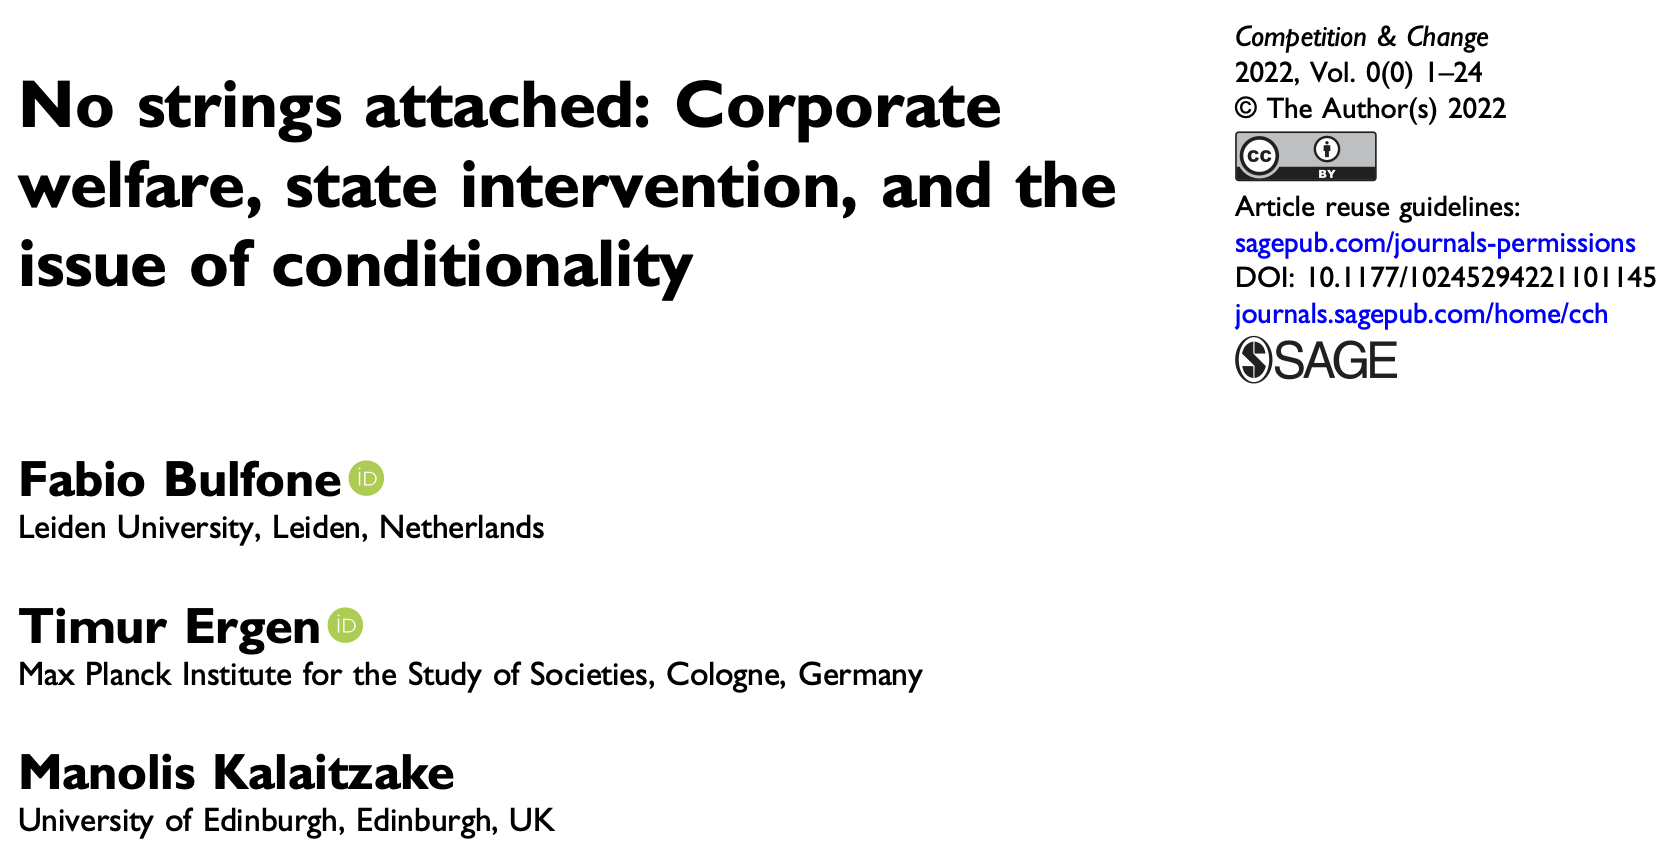 No strings attached: Corporate
welfare, state intervention, and the
issue of conditionality
Competition & Change
2022, Vol. 0(0) 1–24
© The Author(s) 2022
cc
BY
Article reuse guidelines:
sagepub.com/journals-permissions
DOI: 10.1177/10245294221101145
journals.sagepub.com/home/cch
SAGE
Fabio Bulfone iD
Leiden University, Leiden, Netherlands
Timur Ergen iD
Max Planck Institute for the Study of Societies, Cologne, Germany
Manolis Kalaitzake
University of Edinburgh, Edinburgh, UK